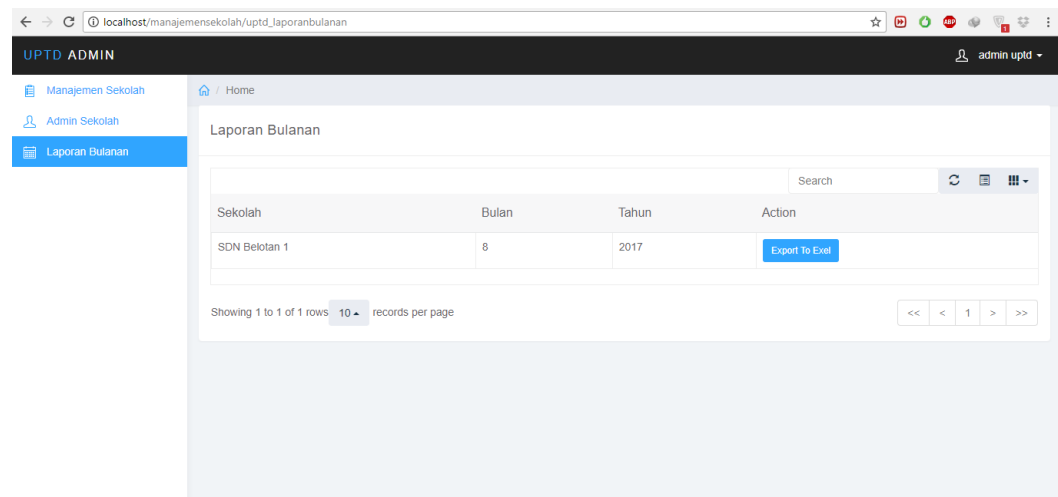 localhost/manajemensekolah/uptd_laporanbulanan
ABP
1
UPTD ADMIN
admin uptd
Manajemen Sekolah
/ Home
Admin Sekolah
Laporan Bulanan
Laporan Bulanan
Search
Sekolah Bulan Tahun Action
SDN Belotan 1 8 2017 Export To Exel
Showing 1 to 1 of 1 rows 10 records per page
<< < 1 > >>